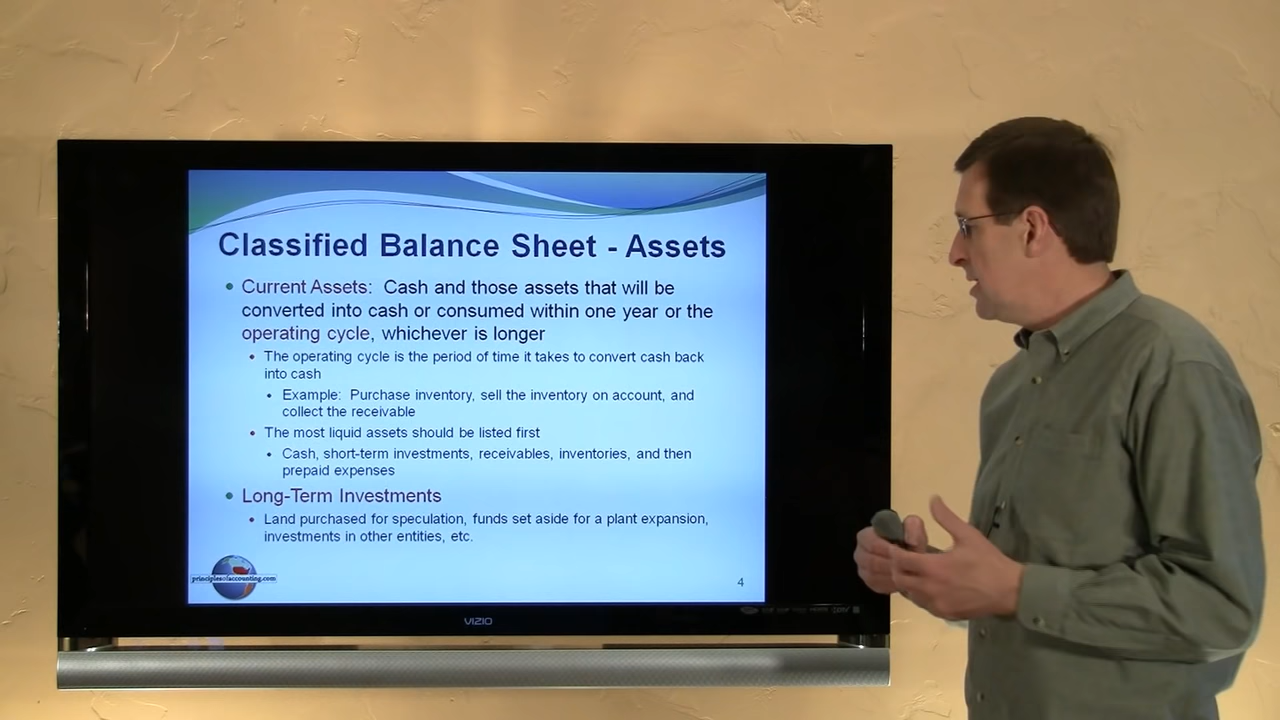 Classified Balance Sheet - Assets
• Current Assets: Cash and those assets that will be
converted into cash or consumed within one year or the
operating cycle, whichever is longer
• The operating cycle is the period of time it takes to convert cash back
into cash
• Example: Purchase inventory, sell the inventory on account, and
collect the receivable
• The most liquid assets should be listed first
• Cash, short-term investments, receivables, inventories, and then
prepaid expenses
• Long-Term Investments
• Land purchased for speculation, funds set aside for a plant expansion,
investments in other entities, etc.
principlesofaccounting.com
4
VIZIO